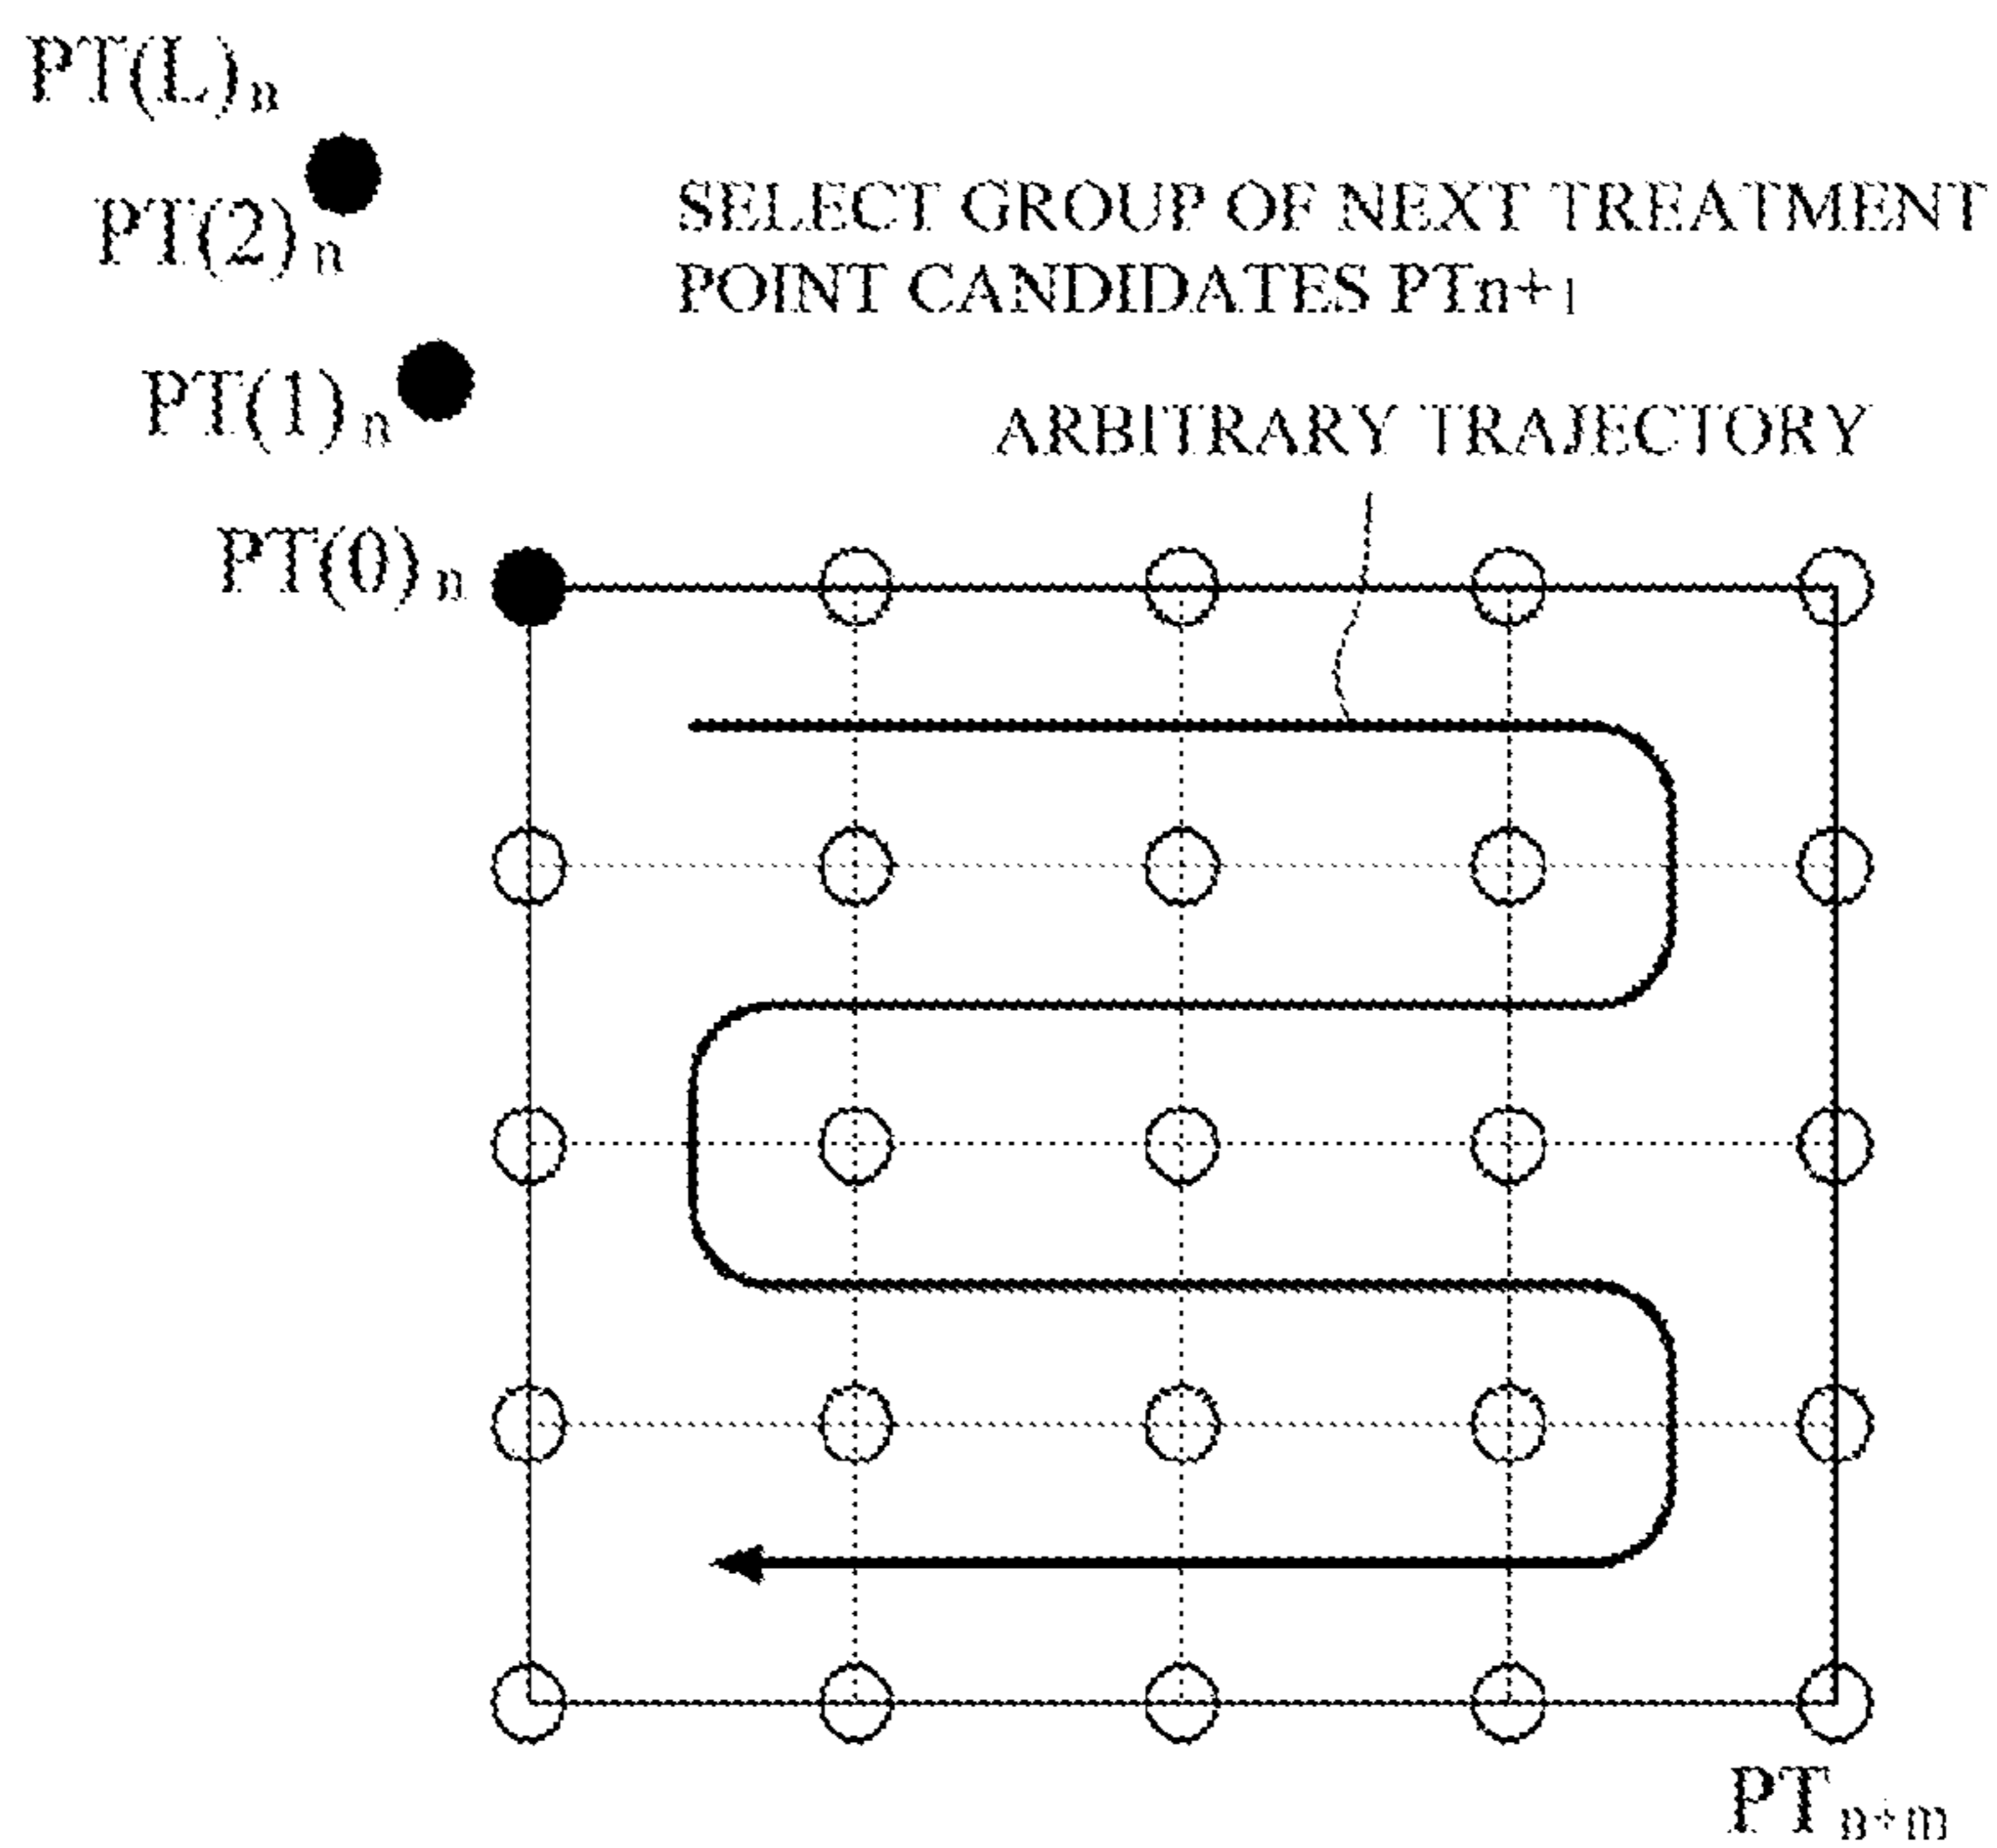 PT(L)n
PT(2)n
SELECT GROUP OF NEXT TREATMENT
POINT CANDIDATES PTn+1
PT(1)n
ARBITRARY TRAJECTORY
PT(0)n
PTn+m